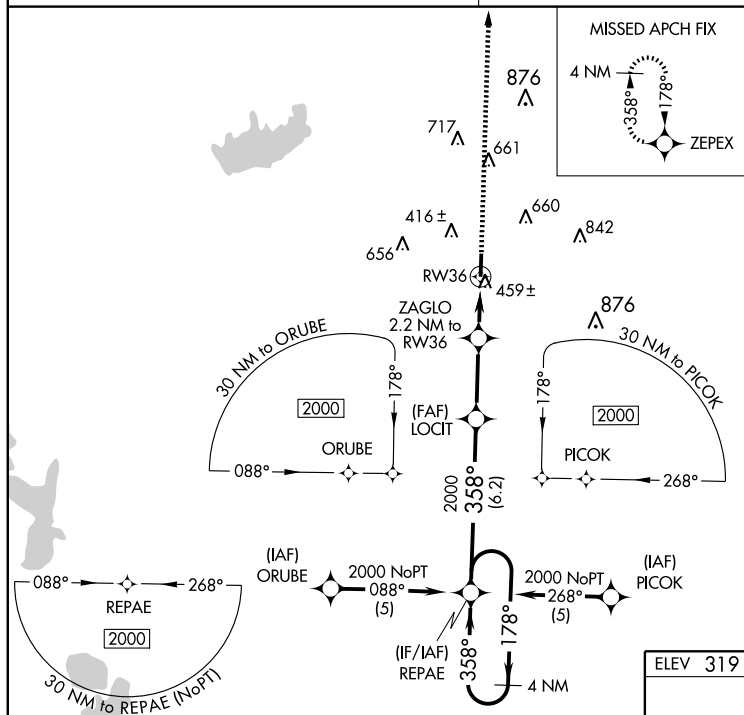 MISSED APCH FIX
4 NM
358°
178°
ZEPEX
876
717
661
660
416 ±
842
656
RW36
459 ±
ZAGLO
2.2 NM to
RW36
876
30 NM to ORUBE
178°
2000
ORUBE
088°
(FAF)
LOCIT
30 NM to PICOK
178°
2000
PICOK
268°
2000
358°
(6.2)
(IAF)
ORUBE
2000 NoPT
088°
(5)
2000 NoPT
268°
(5)
(IAF)
PICOK
088°
268°
REPAE
2000
30 NM to REPAE (NoPT)
(IF/IAF)
REPAE
358°
178°
4 NM
ELEV 319